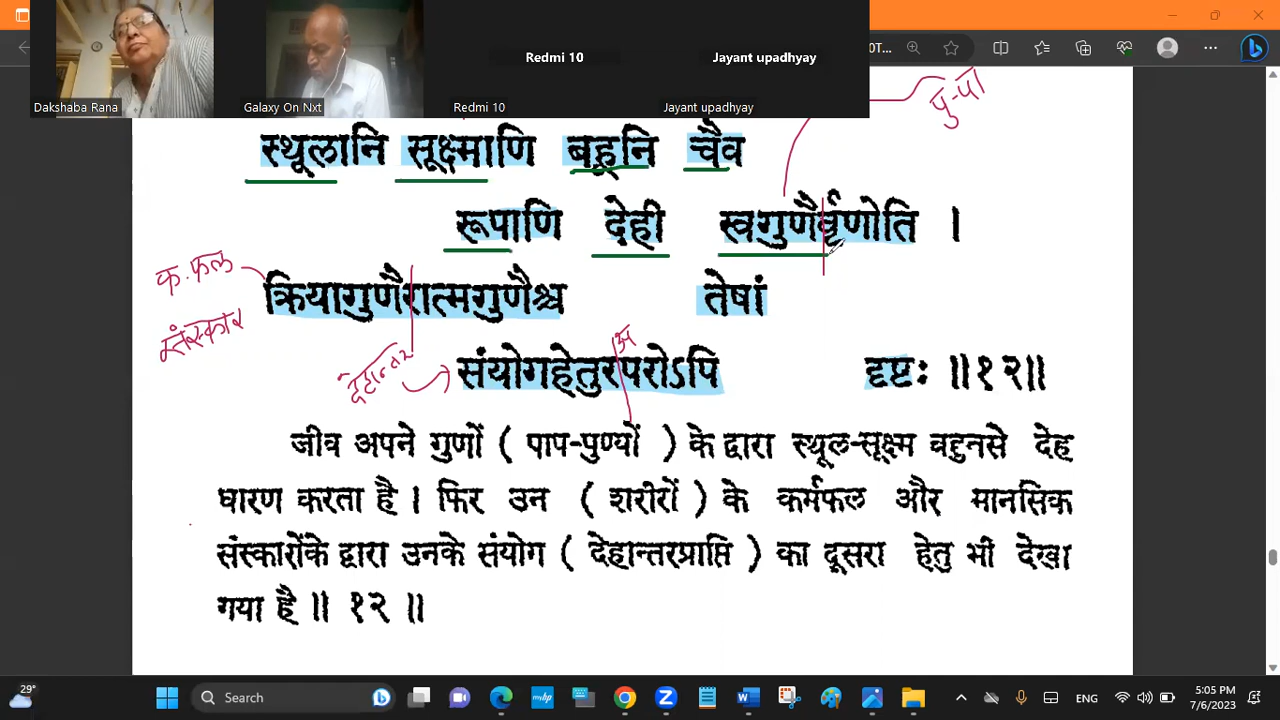 Dakshaba Rana
Galaxy On Nxt
Redmi 10
Redmi 10
Jayant upadhyay
Jayant upadhyay
0T...
पु-पा
स्थूलानि सूक्ष्माणि बहूनि चैव
रूपाणि देही स्वगुणैर्वृणोति ।
क.फल
क्रियागुणैरात्मगुणैश्च तेषां
संस्कार
अ
देहान्तर
संयोगहेतुरपरोऽपि दृष्टः ॥१२॥
जीव अपने गुणों ( पाप-पुण्यों ) के द्वारा स्थूल-सूक्ष्म बहुतसे देह
धारण करता है । फिर उन ( शरीरों ) के कर्मफल और मानसिक
संस्कारोंके द्वारा उनके संयोग ( देहान्तरप्राप्ति ) का दूसरा हेतु भी देखा
गया है ॥ १२ ॥
29°
Search
ENG
5:05 PM
7/6/2023